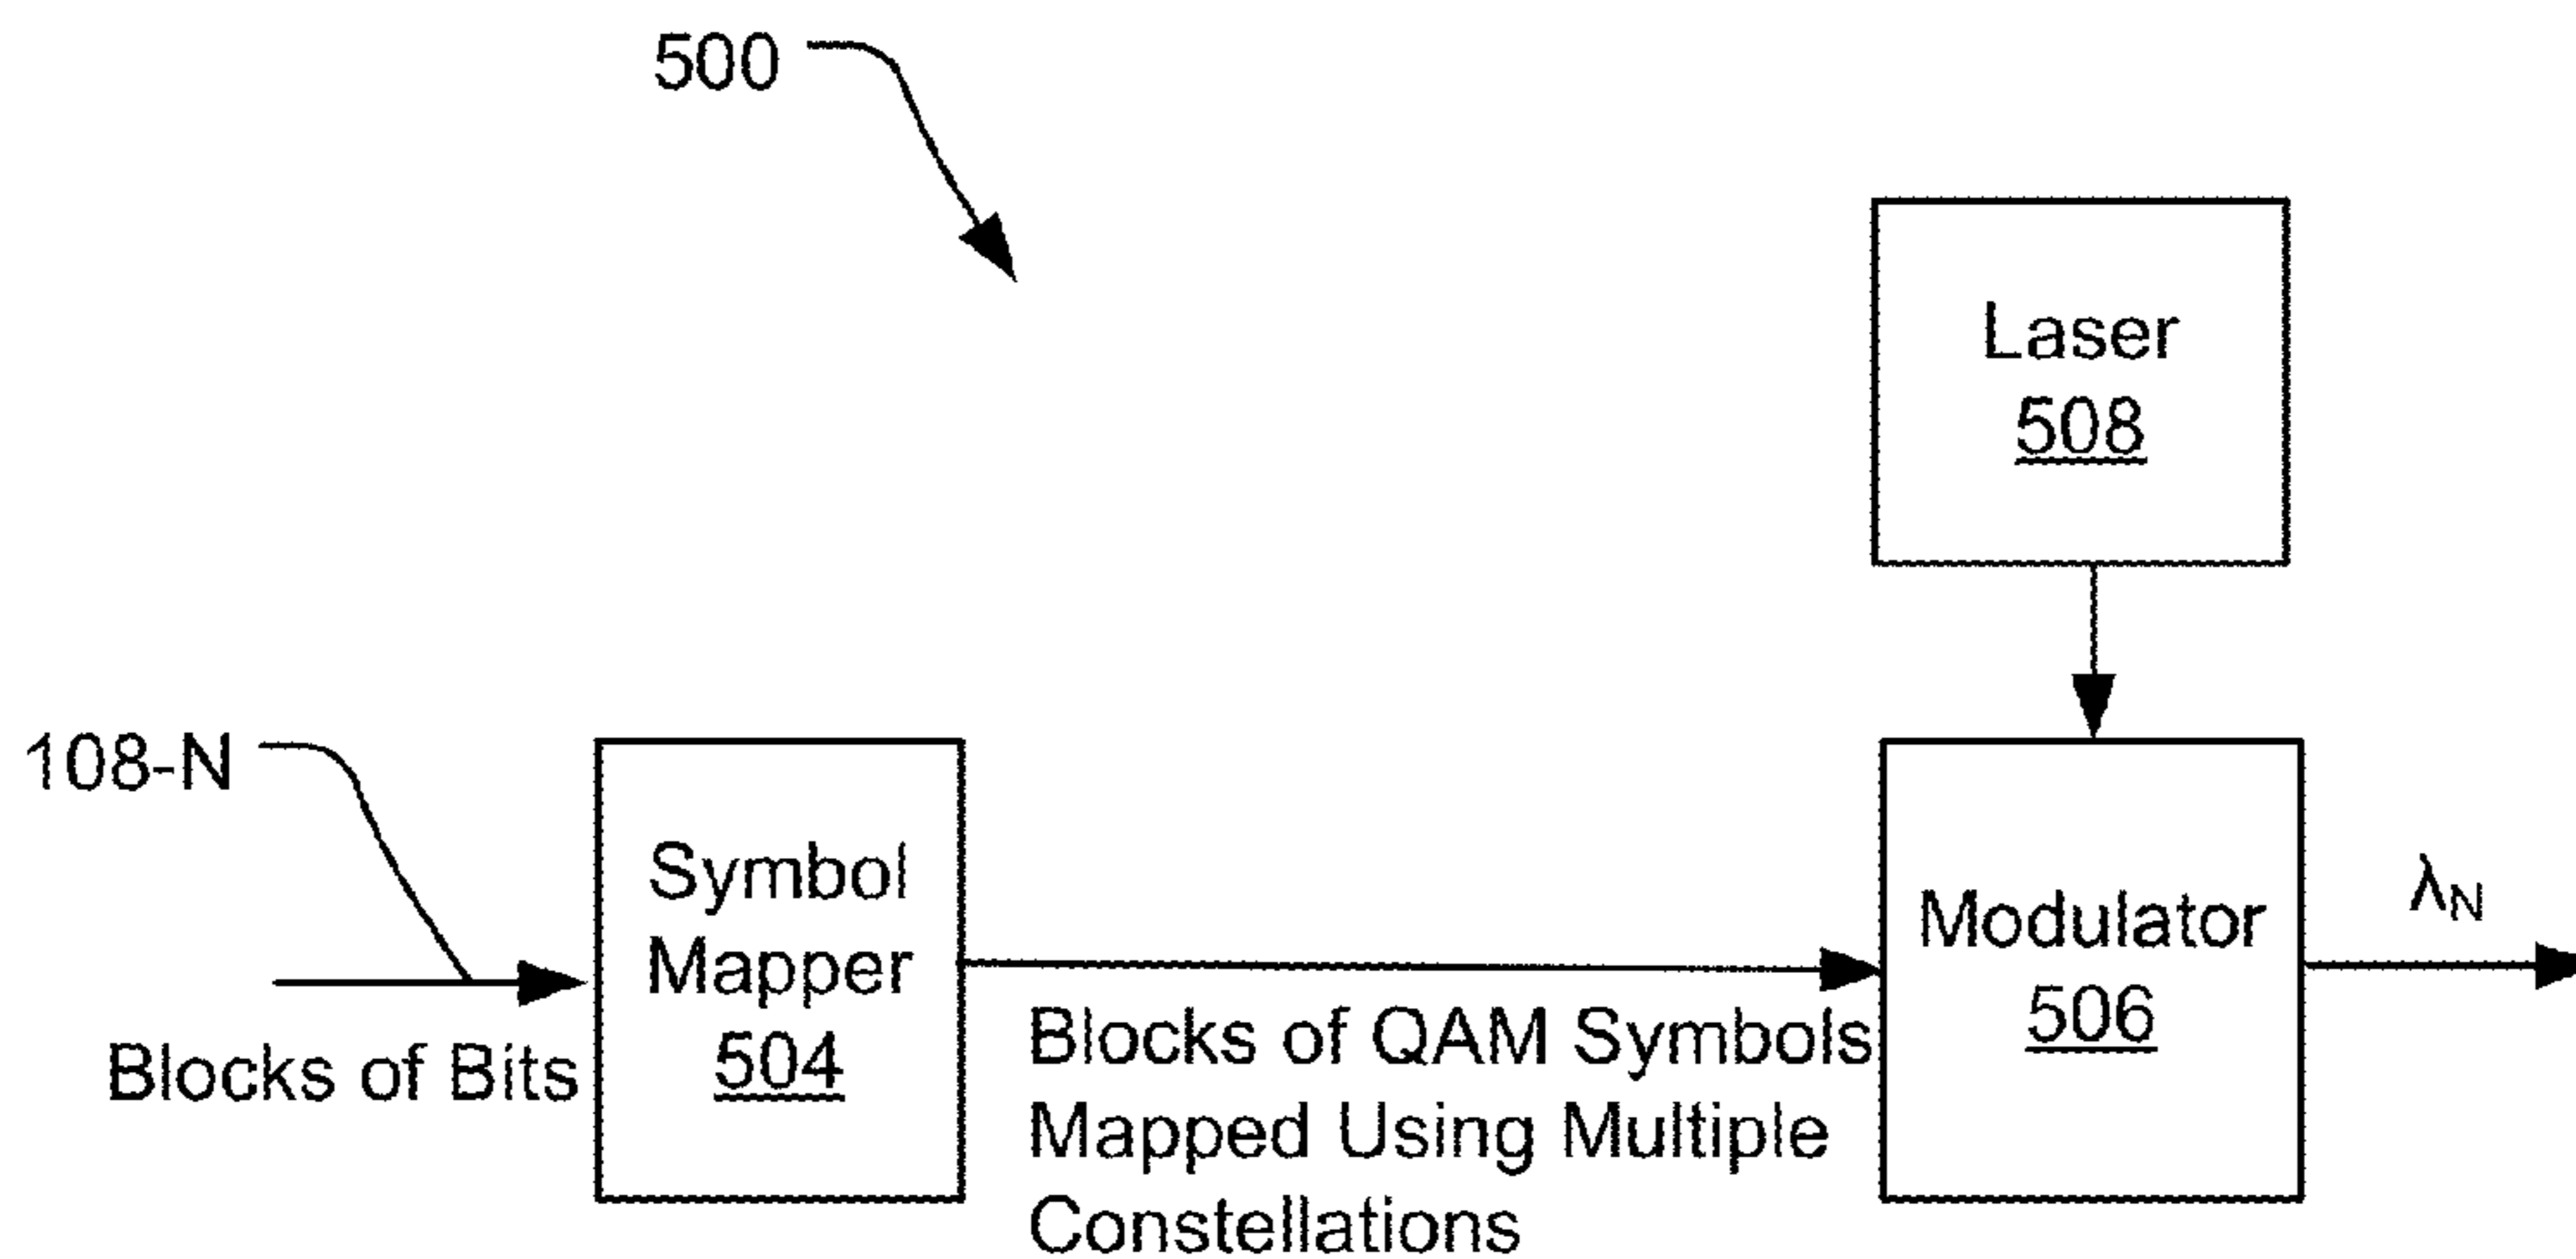 500
Laser
508
108-N
Symbol
Mapper
504
Blocks of Bits
Blocks of QAM Symbols
Mapped Using Multiple
Constellations
Modulator
506
λN